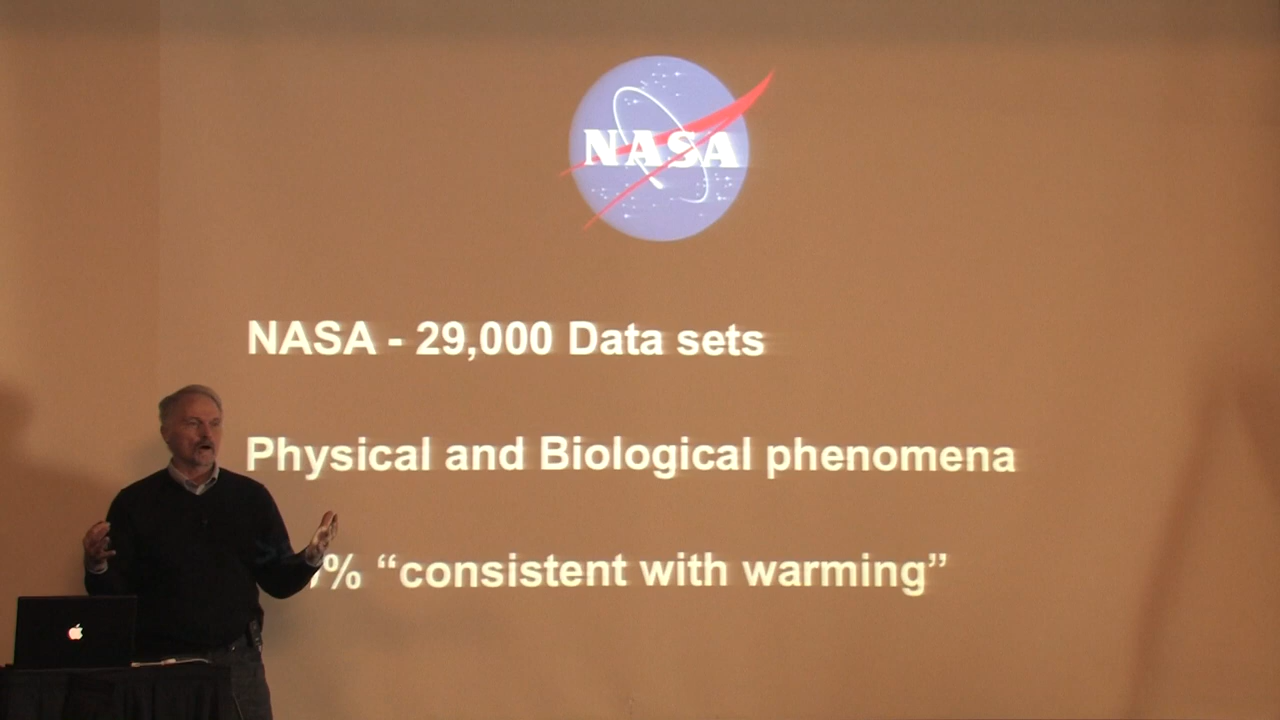 NASA
NASA - 29,000 Data sets
Physical and Biological phenomena
% “consistent with warming”